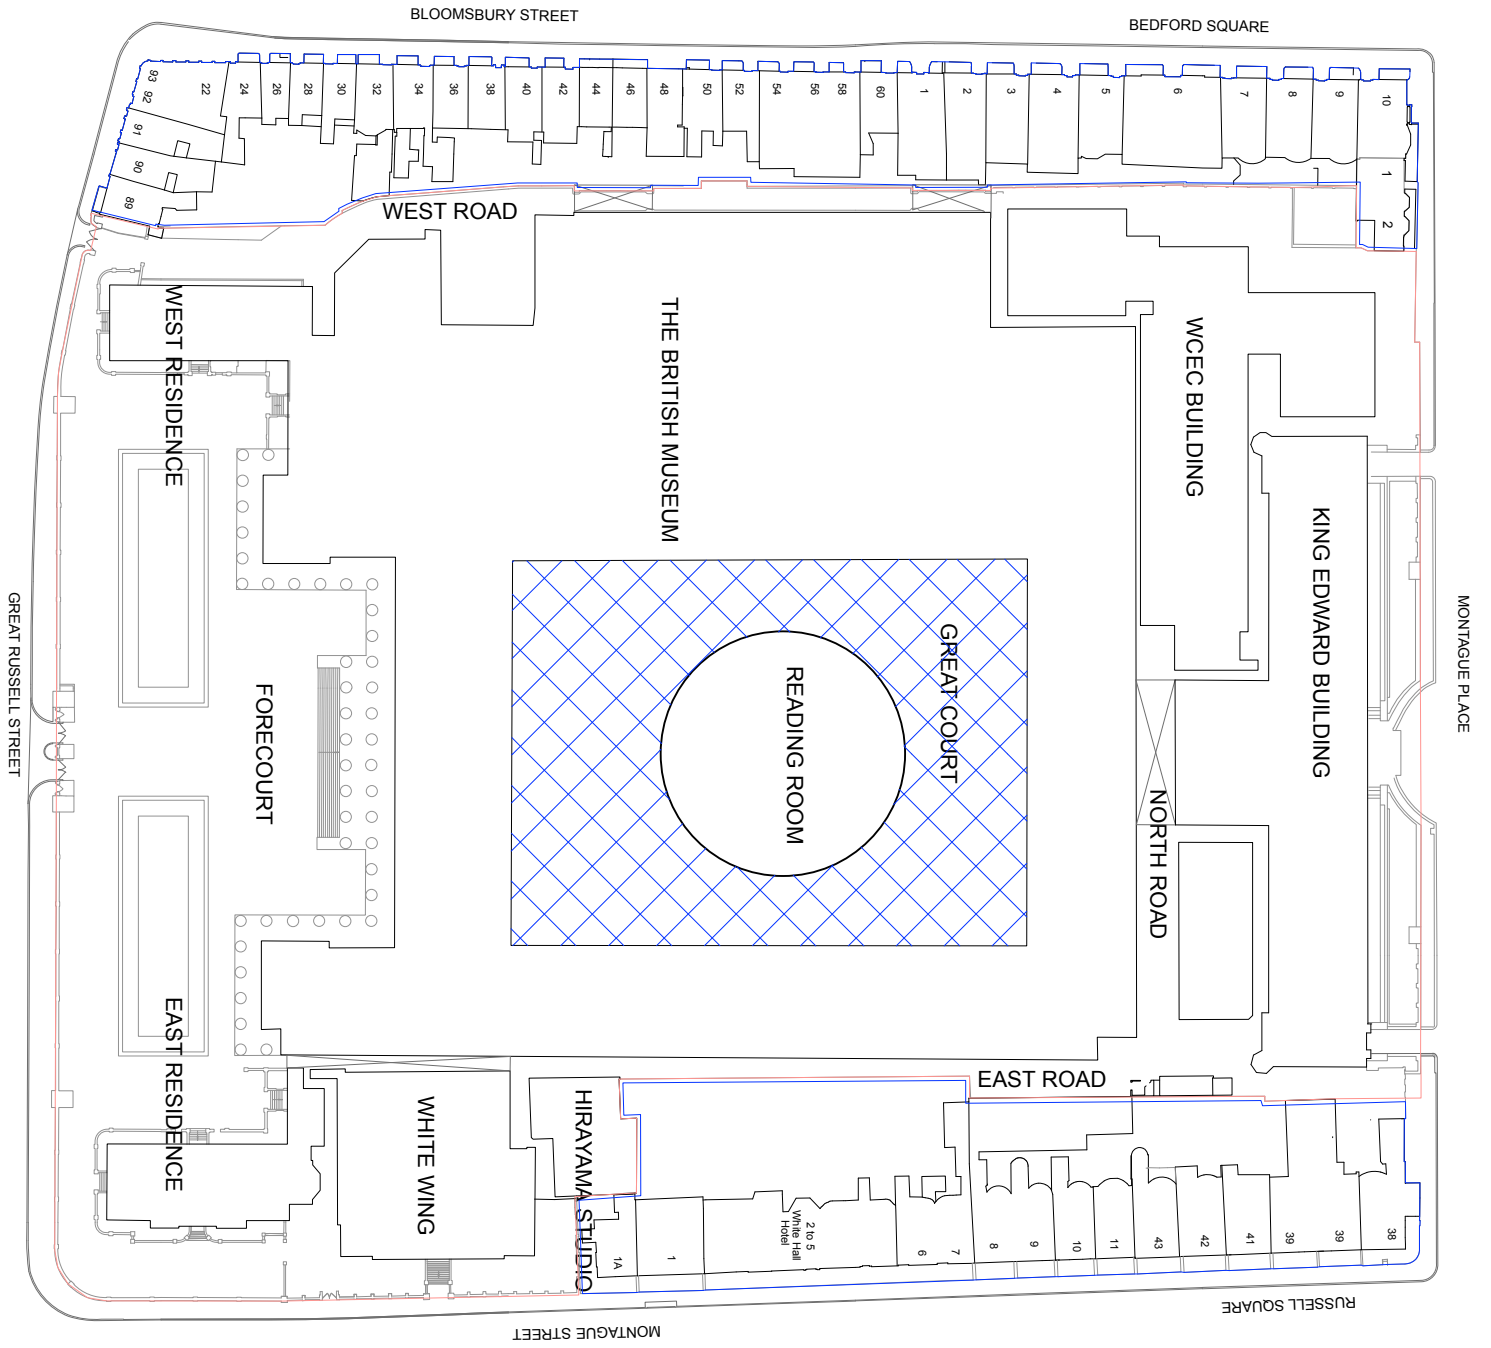 BLOOMSBURY STREET
BEDFORD SQUARE
93
92
91
90
89
22
24
26
28
30
32
34
36
38
40
42
44
46
48
50
52
54
56
58
60
1
2
3
4
5
6
7
8
9
10
1
2
WEST ROAD
WEST RESIDENCE
THE BRITISH MUSEUM
WCEC BUILDING
KING EDWARD BUILDING
MONTAGUE PLACE
GREAT RUSSELL STREET
FORECOURT
READING ROOM
GREAT COURT
NORTH ROAD
EAST RESIDENCE
WHITE WING
HIRAYAMA STUDIO
EAST ROAD
1A
1
2 to 5
White Hall
Hotel
6
7
8
9
10
11
43
42
41
39
39
38
MONTAGUE STREET
RUSSELL SQUARE